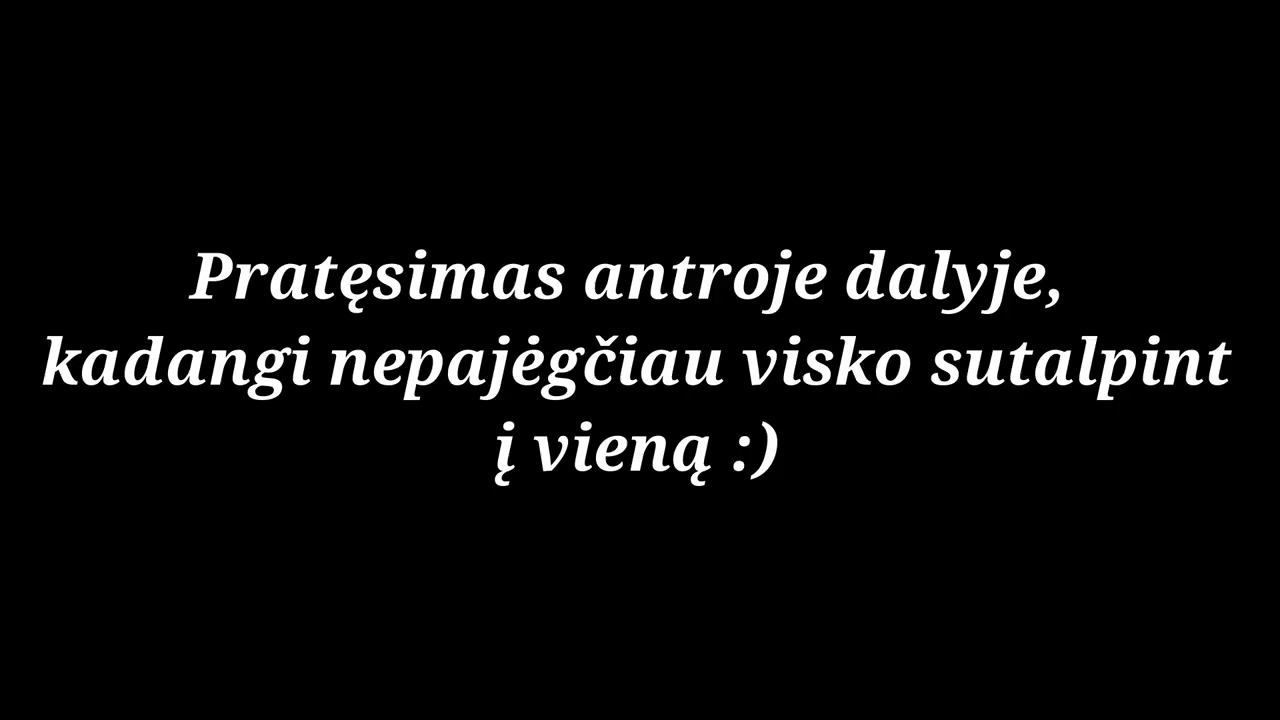 Pratęsimas antroje dalyje,
kadangi nepajėgčiau visko sutalpint
į vieną :)